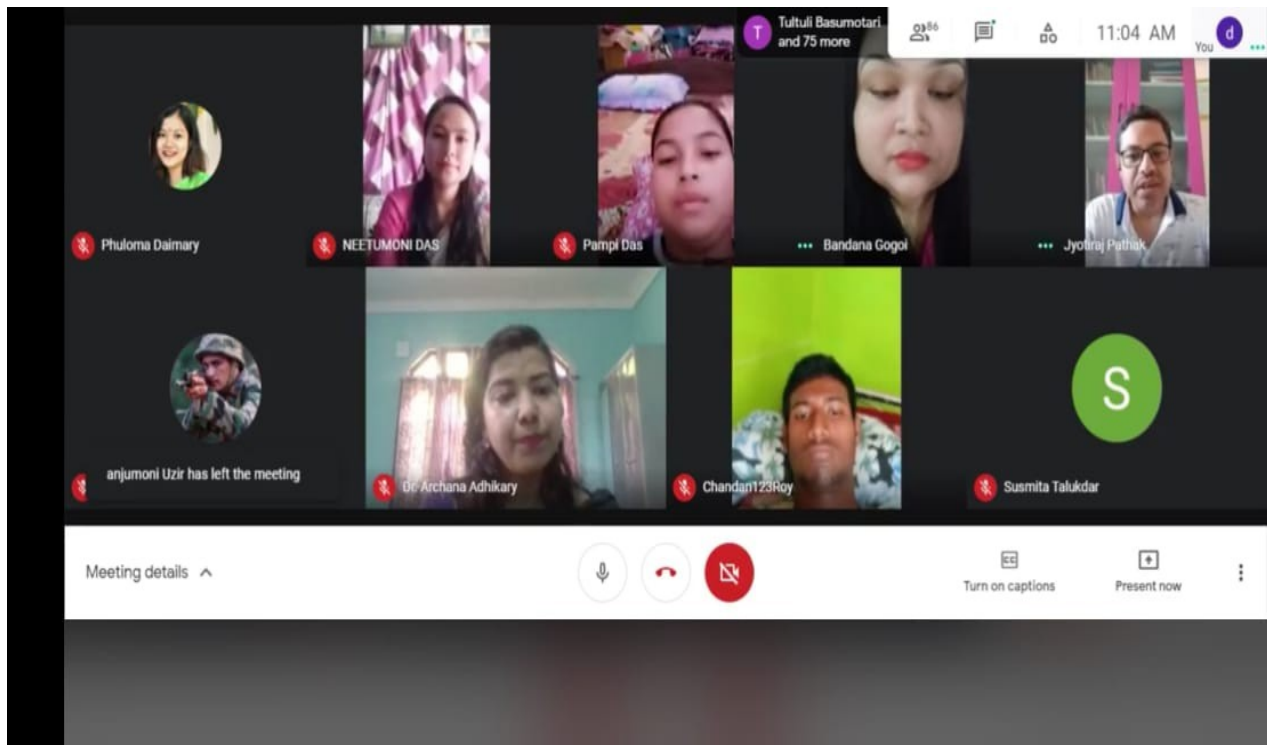 T
Tultuli Basumotari
and 75 more
86
11:04 AM
You
d
Phuloma Daimary
NEETUMONI DAS
Pampi Das
Bandana Gogoi
Jyotiraj Pathak
anjumoni Uzir has left the meeting
Dr Archana Adhikary
Chandan123Roy
S
Susmita Talukdar
Meeting details
CC
Turn on captions
Present now